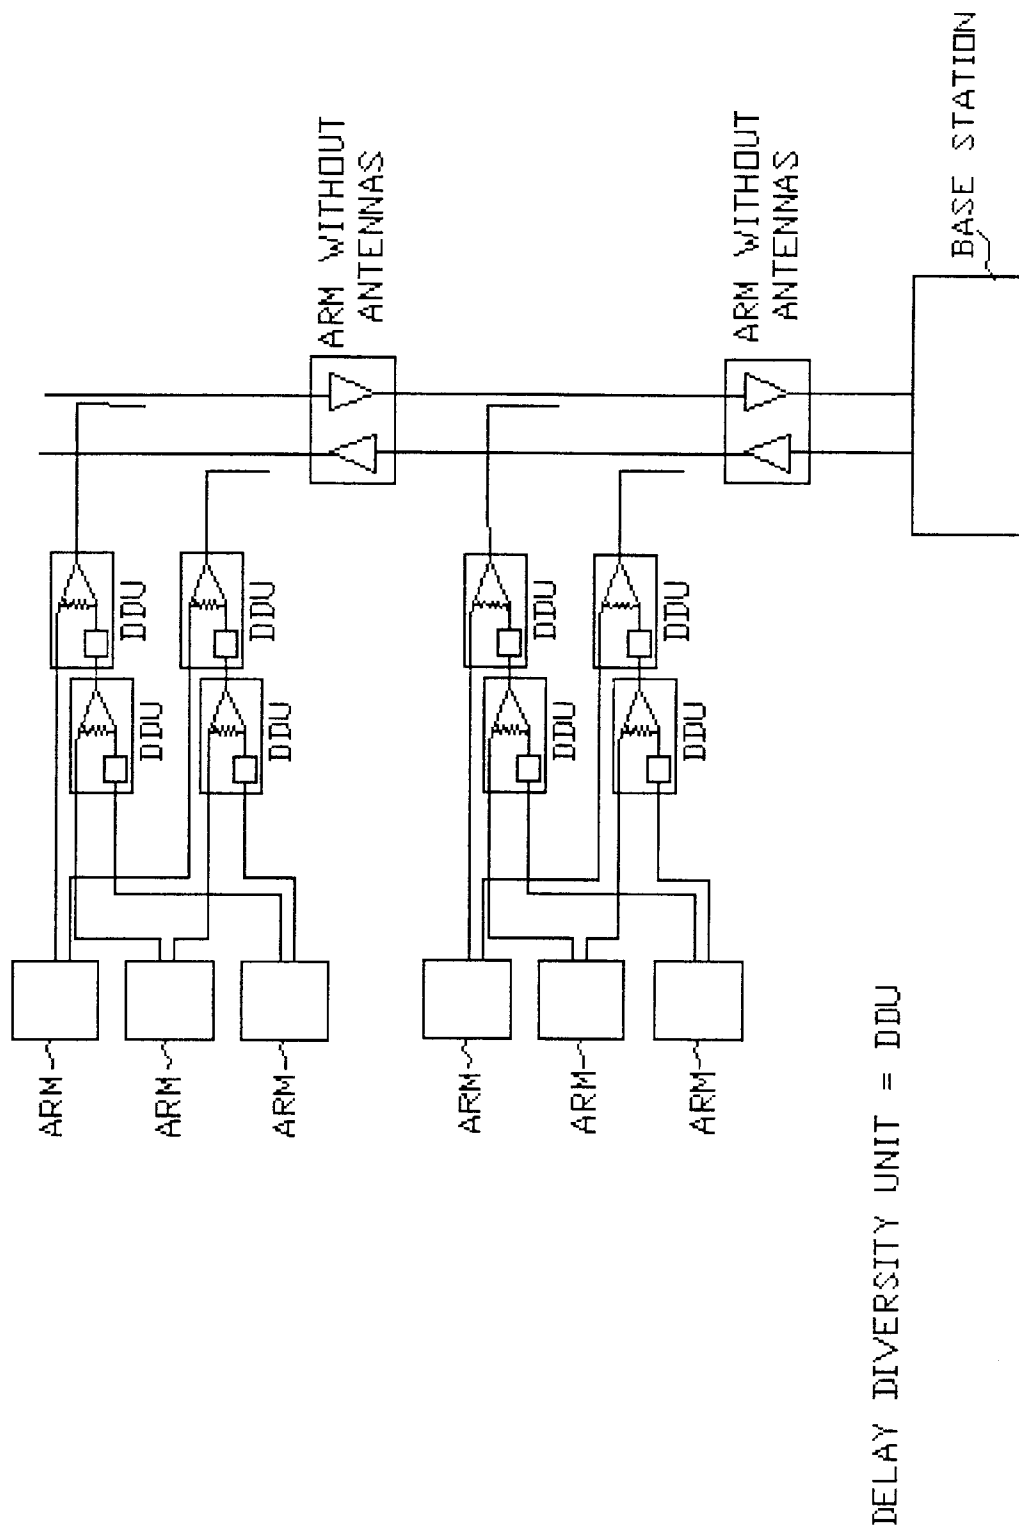 ARM
ARM
ARM
DDU
DDU
DDU
DDU
ARM WITHOUT
ANTENNAS
ARM
ARM
ARM
DDU
DDU
DDU
DDU
ARM WITHOUT
ANTENNAS
BASE STATION
DELAY DIVERSITY UNIT = DDU